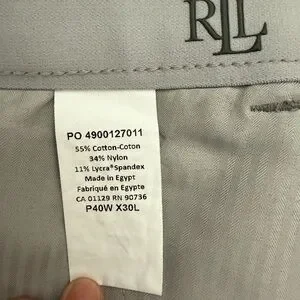 RLL
PO 4900127011
55% Cotton-Coton
34% Nylon
11% Lycra® Spandex
Made in Egypt
Fabriqué en Egypte
CA 01129 RN 90736
P40W X30L